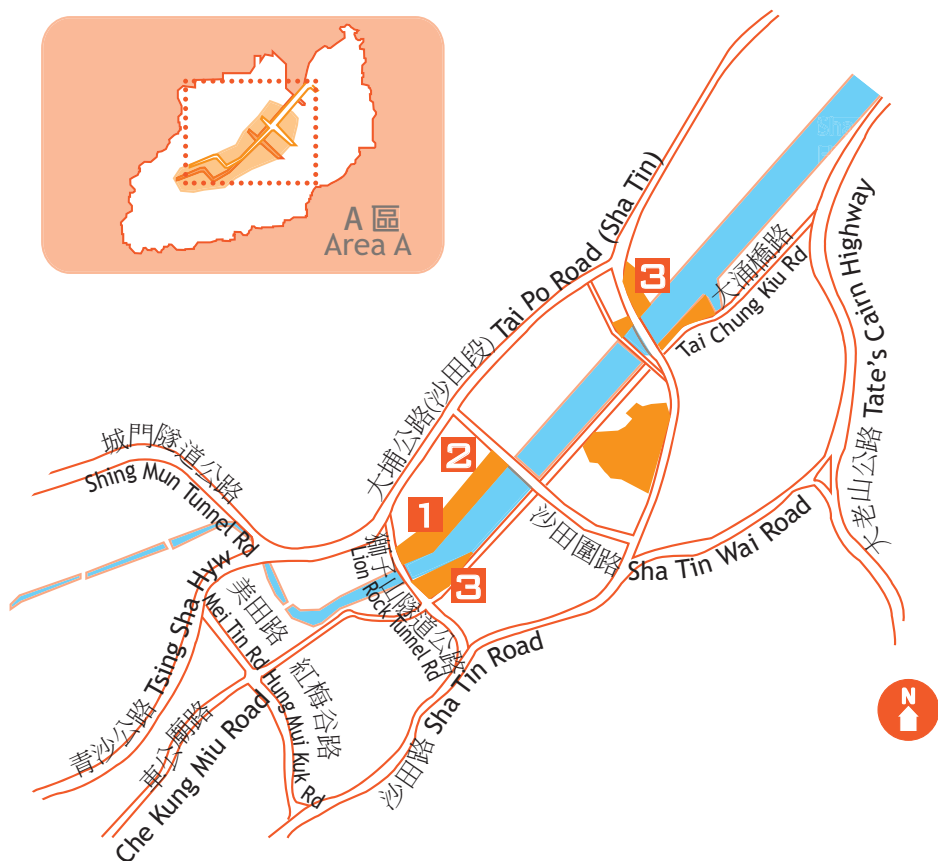 A 區
Area A
3
大涌橋路
Tai Chung Kiu Rd
大埔公路(沙田段) Tai Po Road (Sha Tin)
大老山公路 Tate's Cairn Highway
2
1
城門隧道公路
Shing Mun Tunnel Rd
獅子山隧道公路
Lion Rock Tunnel Rd
沙田圍路
Sha Tin Wai Road
3
青沙公路 Tsing Sha Hyw
美田路
Mei Tin Rd
紅梅谷路
Hung Mui Kuk Rd
車公廟路
Che Kung Miu Road
沙田路 Sha Tin Road
N